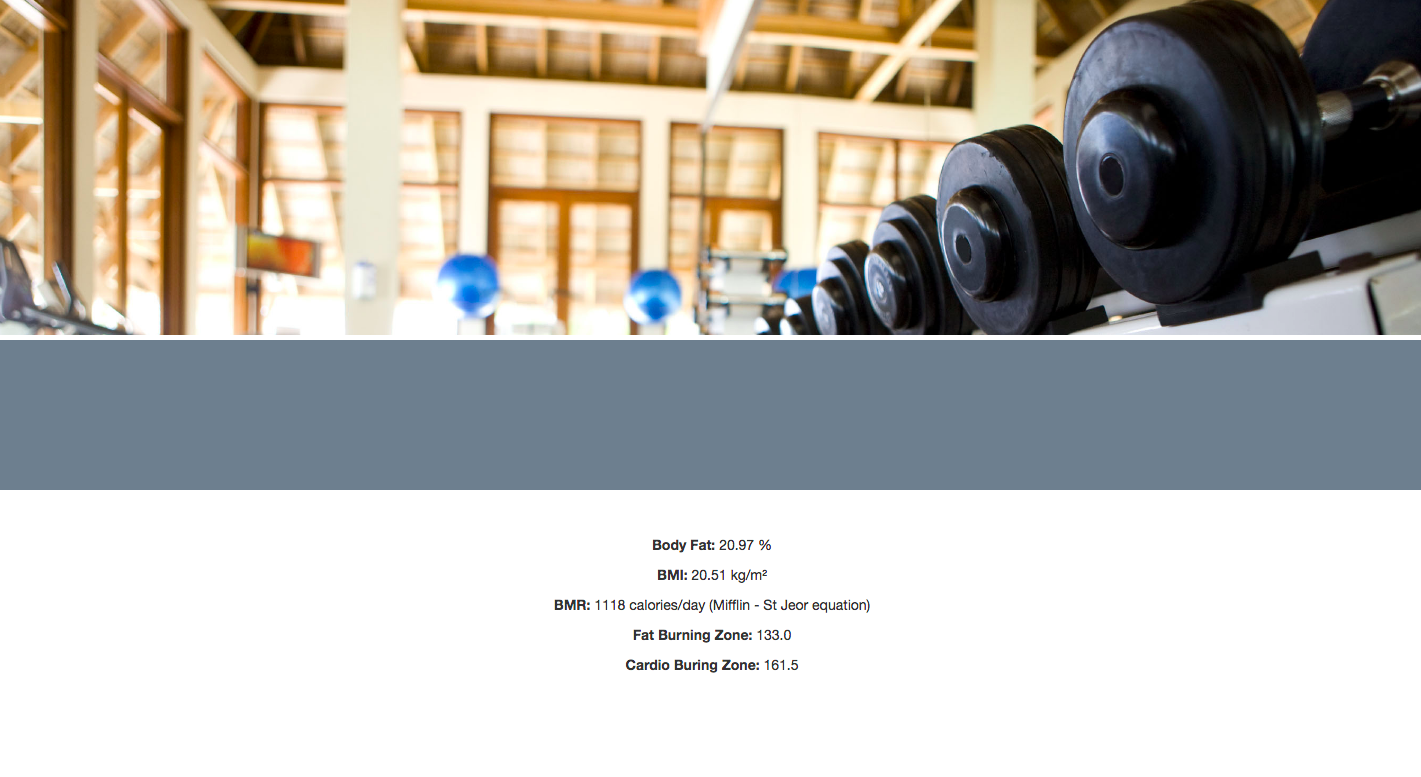 Body Fat: 20.97 %
BMI: 20.51 kg/m²
BMR: 1118 calories/day (Mifflin - St Jeor equation)
Fat Burning Zone: 133.0
Cardio Buring Zone: 161.5